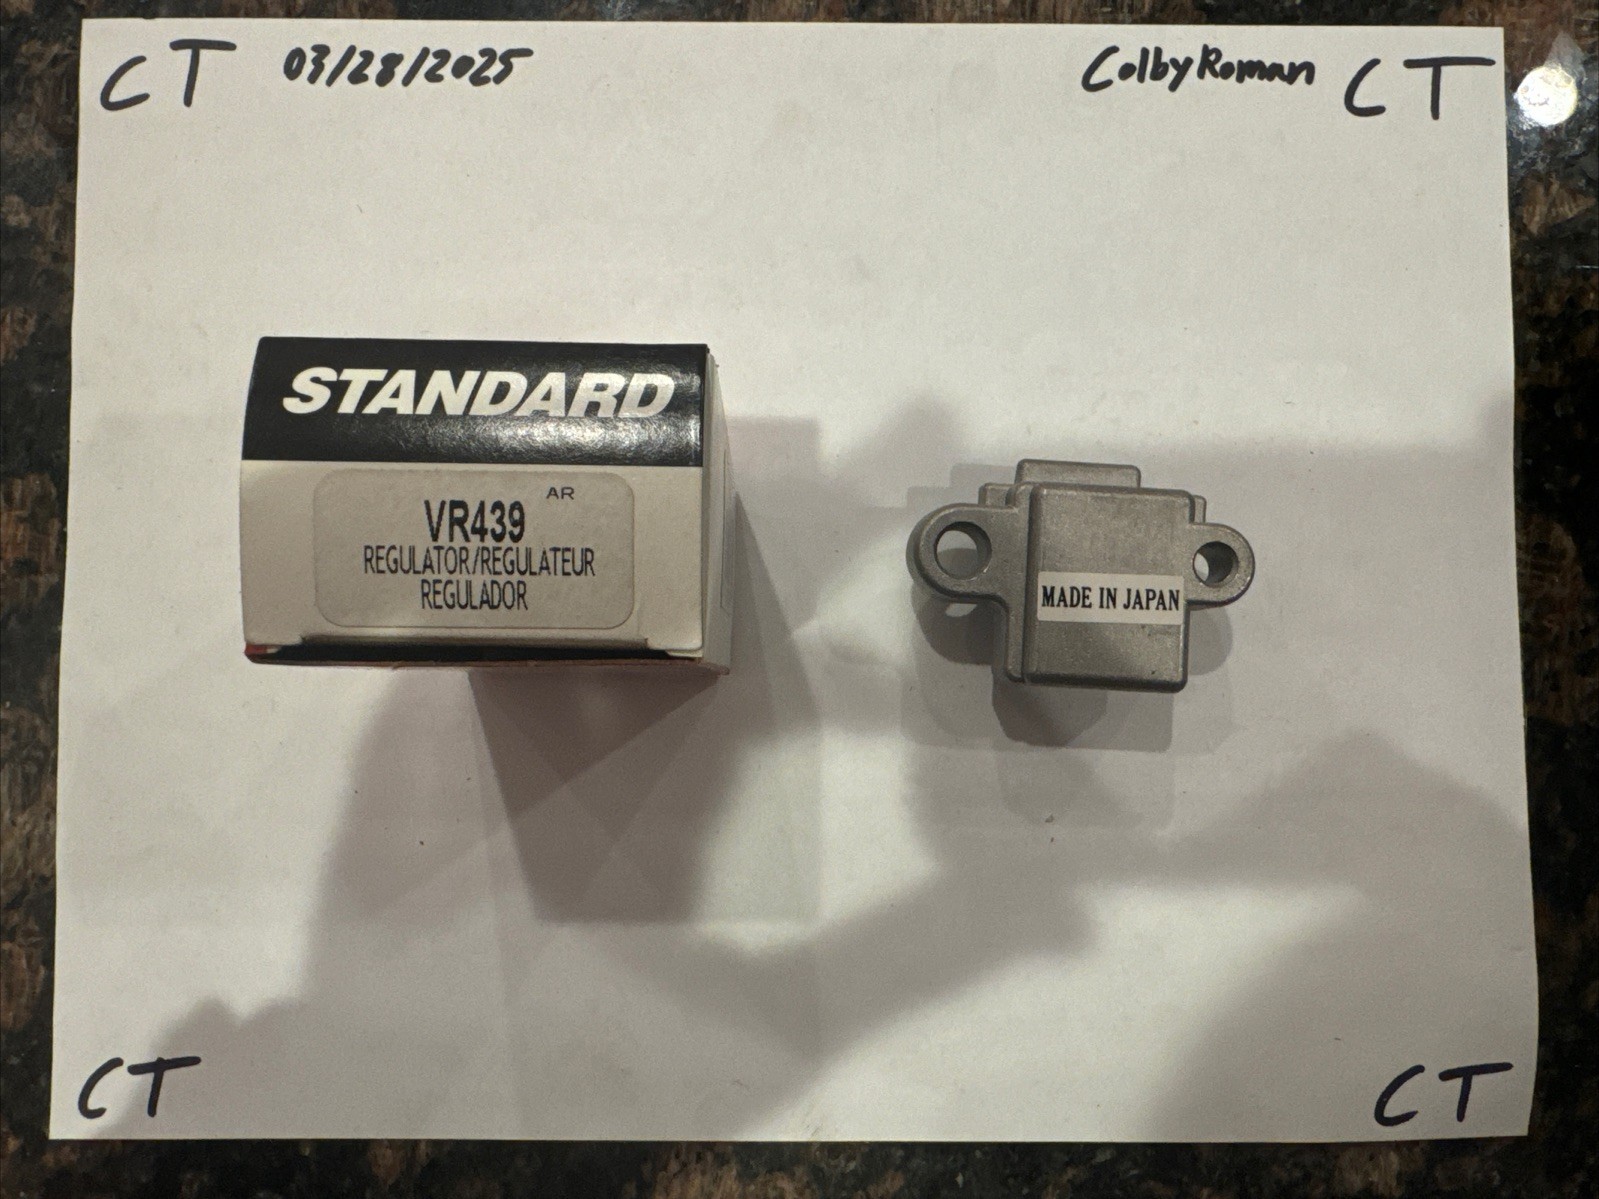 CT 03/28/2025 ColbyRoman CT
STANDARD
AR
VR439
REGULATOR/REGULATEUR
REGULADOR
MADE IN JAPAN
CT CT